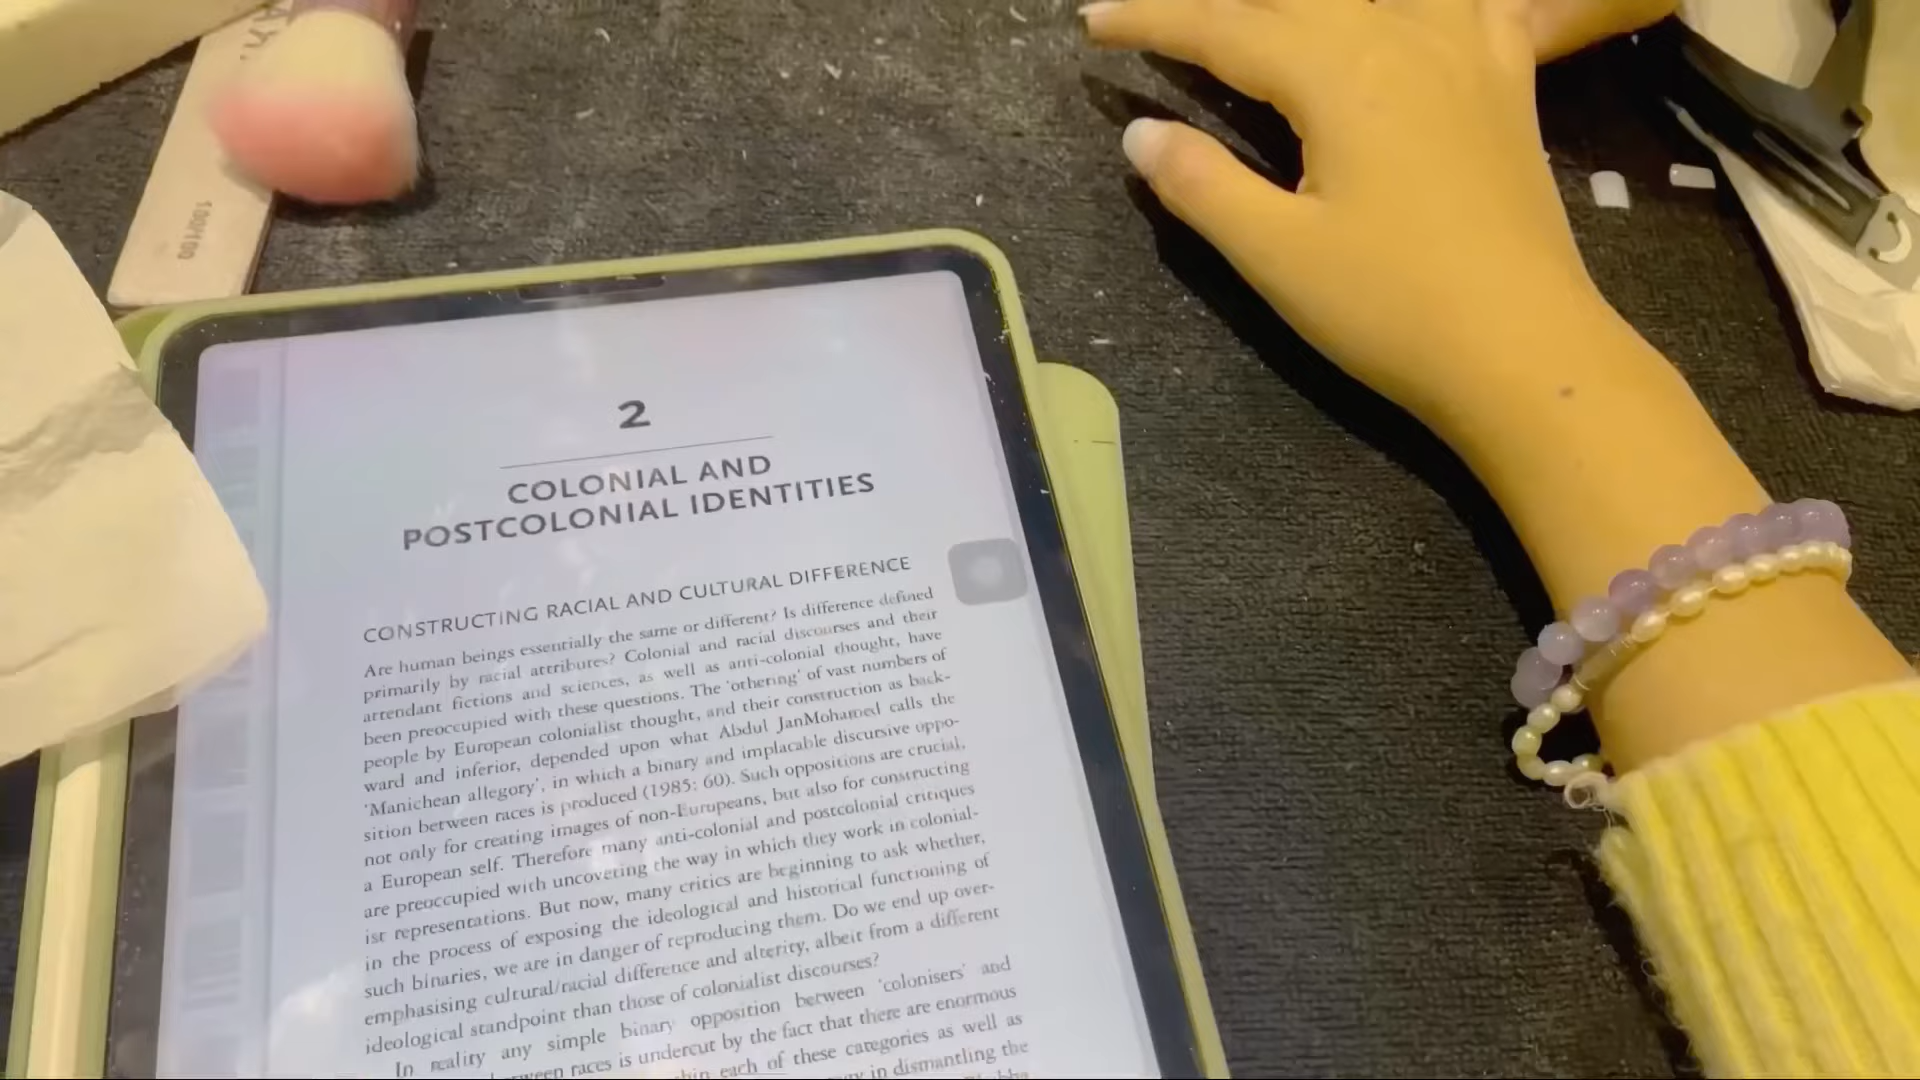 100/100
2
COLONIAL AND
POSTCOLONIAL IDENTITIES
CONSTRUCTING RACIAL AND CULTURAL DIFFERENCE
Are human beings essentially the same or different? Is difference defined
primarily by racial attributes? Colonial and racial discourses and their
attendant fictions and sciences, as well as anti-colonial thought, have
been preoccupied with these questions. The 'othering' of vast numbers of
people by European colonialist thought, and their construction as back-
ward and inferior, depended upon what Abdul JanMohamed calls the
'Manichean allegory', in which a binary and implacable discursive oppo-
sition between races is produced (1985: 60). Such oppositions are crucial,
not only for creating images of non-Europeans, but also for constructing
a European self. Therefore many anti-colonial and postcolonial critiques
are preoccupied with uncovering the way in which they work in colonial-
ist representations. But now, many critics are beginning to ask whether,
in the process of exposing the ideological and historical functioning of
such binaries, we are in danger of reproducing them. Do we end up over-
emphasising cultural/racial difference and alterity, albeit from a different
ideological standpoint than those of colonialist discourses?
In reality any simple binary opposition between 'colonisers' and
races is undercut by the fact that there are enormous
each of these categories as well as
in dismantling the